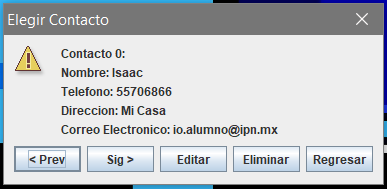 Elegir Contacto
Contacto 0:
Nombre: Isaac
Telefono: 55706866
Direccion: Mi Casa
Correo Electronico: io.alumno@ipn.mx
< Prev Sig > Editar Eliminar Regresar